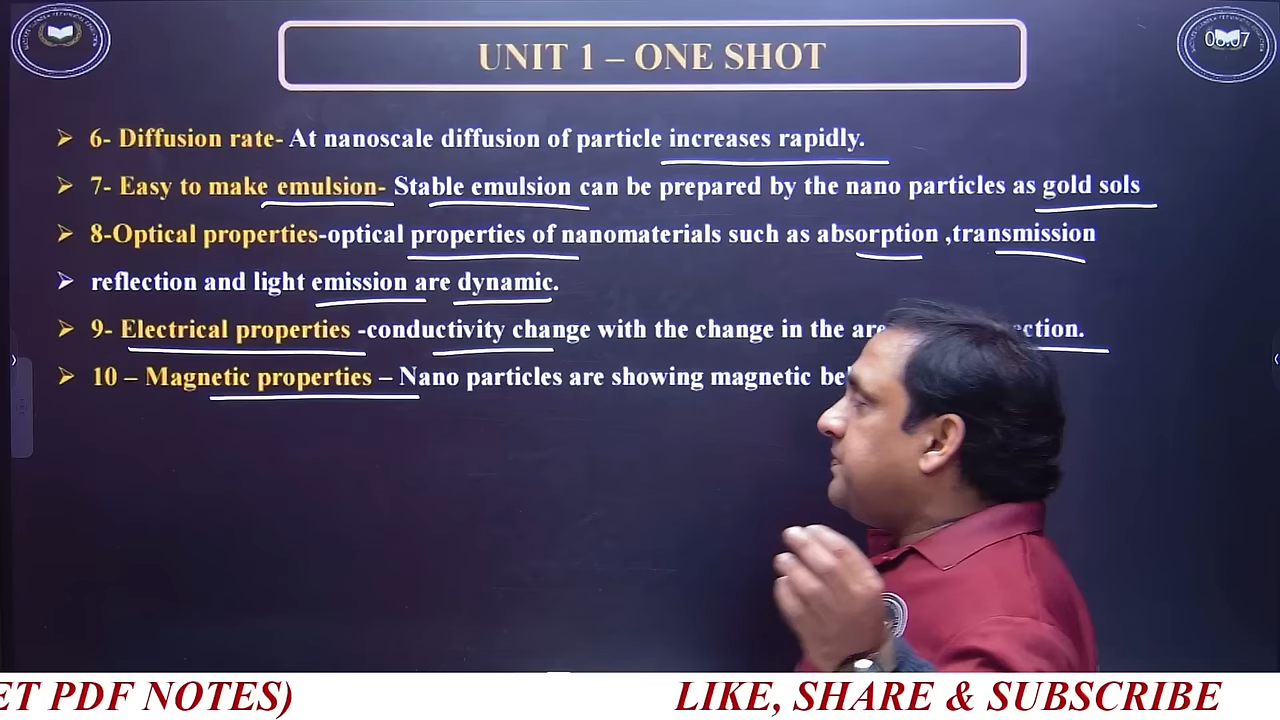 UNIT 1 – ONE SHOT
06:07
➢ 6- Diffusion rate- At nanoscale diffusion of particle increases rapidly.
➢ 7- Easy to make emulsion- Stable emulsion can be prepared by the nano particles as gold sols
➢ 8-Optical properties-optical properties of nanomaterials such as absorption ,transmission
➢ reflection and light emission are dynamic.
➢ 9- Electrical properties -conductivity change with the change in the
➢ 10 – Magnetic properties – Nano particles are showing magnetic
ET PDF NOTES) LIKE, SHARE & SUBSCRIBE